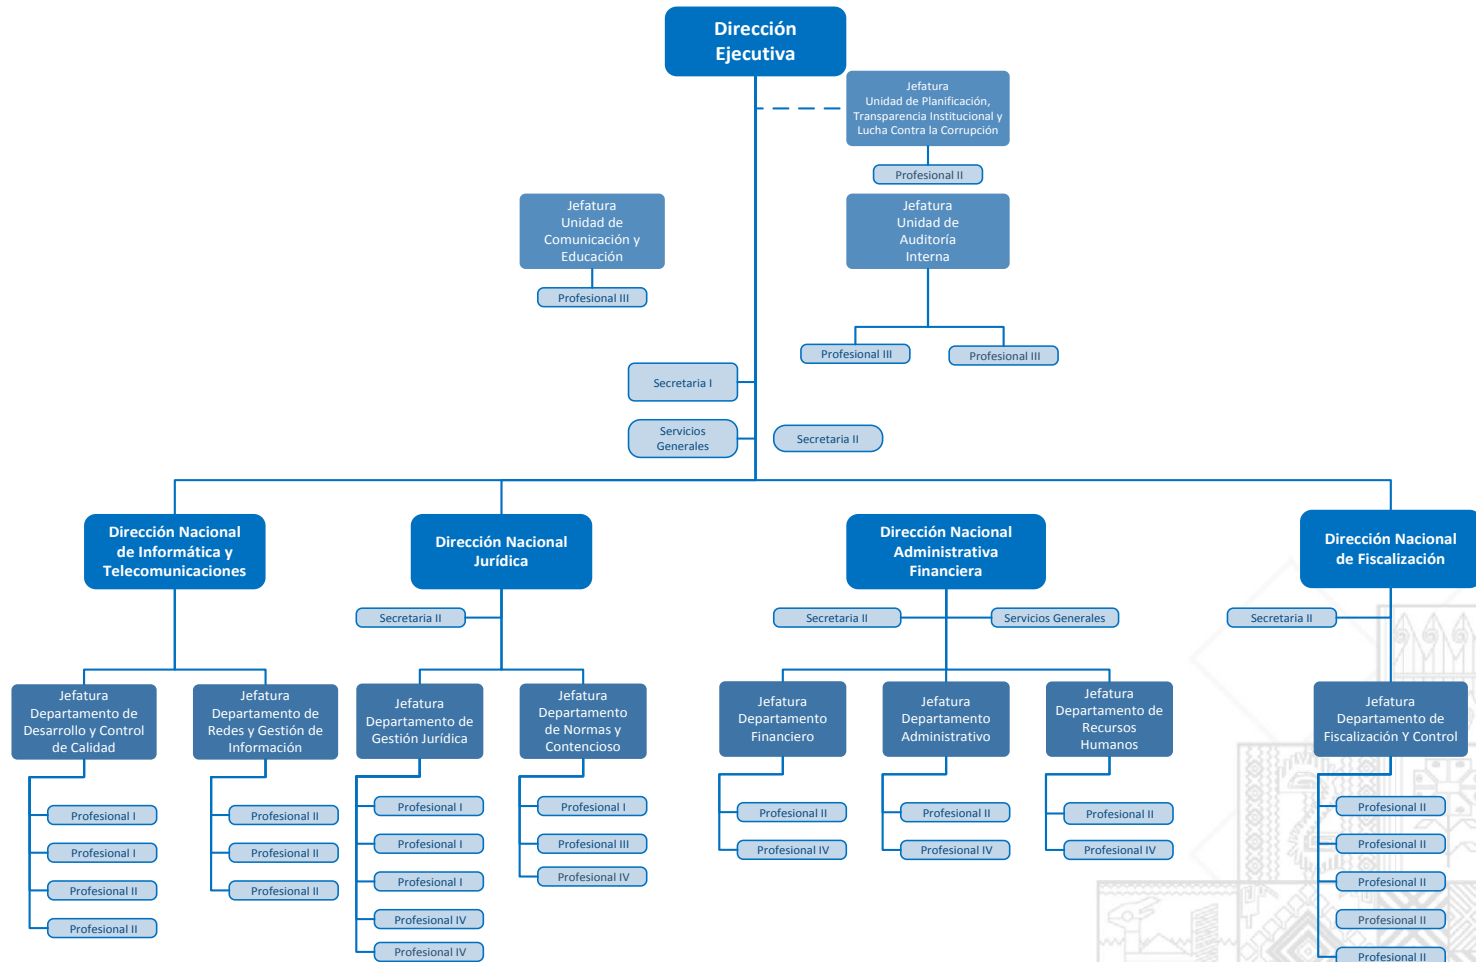 Dirección
Ejecutiva
Jefatura
Unidad de Planificación,
Transparencia Institucional y
Lucha Contra la Corrupción
Profesional II
Jefatura
Unidad de
Comunicación y
Educación
Profesional III
Jefatura
Unidad de
Auditoría
Interna
Profesional III
Profesional III
Secretaria I
Servicios
Generales
Secretaria II
Dirección Nacional
de Informática y
Telecomunicaciones
Dirección Nacional
Jurídica
Dirección Nacional
Administrativa
Financiera
Dirección Nacional
de Fiscalización
Secretaria II
Secretaria II
Servicios Generales
Secretaria II
Jefatura
Departamento de
Desarrollo y Control
de Calidad
Jefatura
Departamento de
Redes y Gestión de
Información
Jefatura
Departamento de
Gestión Jurídica
Jefatura
Departamento
de Normas y
Contencioso
Jefatura
Departamento
Financiero
Jefatura
Departamento
Administrativo
Jefatura
Departamento de
Recursos
Humanos
Jefatura
Departamento de
Fiscalización Y Control
Profesional I
Profesional I
Profesional II
Profesional II
Profesional II
Profesional II
Profesional II
Profesional I
Profesional I
Profesional I
Profesional IV
Profesional IV
Profesional I
Profesional III
Profesional IV
Profesional II
Profesional IV
Profesional II
Profesional IV
Profesional II
Profesional IV
Profesional II
Profesional II
Profesional II
Profesional II
Profesional II